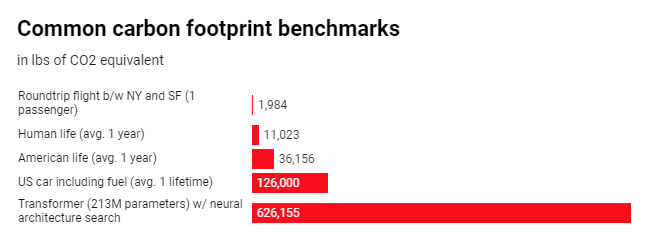 Common carbon footprint benchmarks
in lbs of CO2 equivalent
Roundtrip flight b/w NY and SF (1
passenger)
1,984
Human life (avg. 1 year)
11,023
American life (avg. 1 year)
36,156
US car including fuel (avg. 1 lifetime)
126,000
Transformer (213M parameters) w/ neural
architecture search
626,155